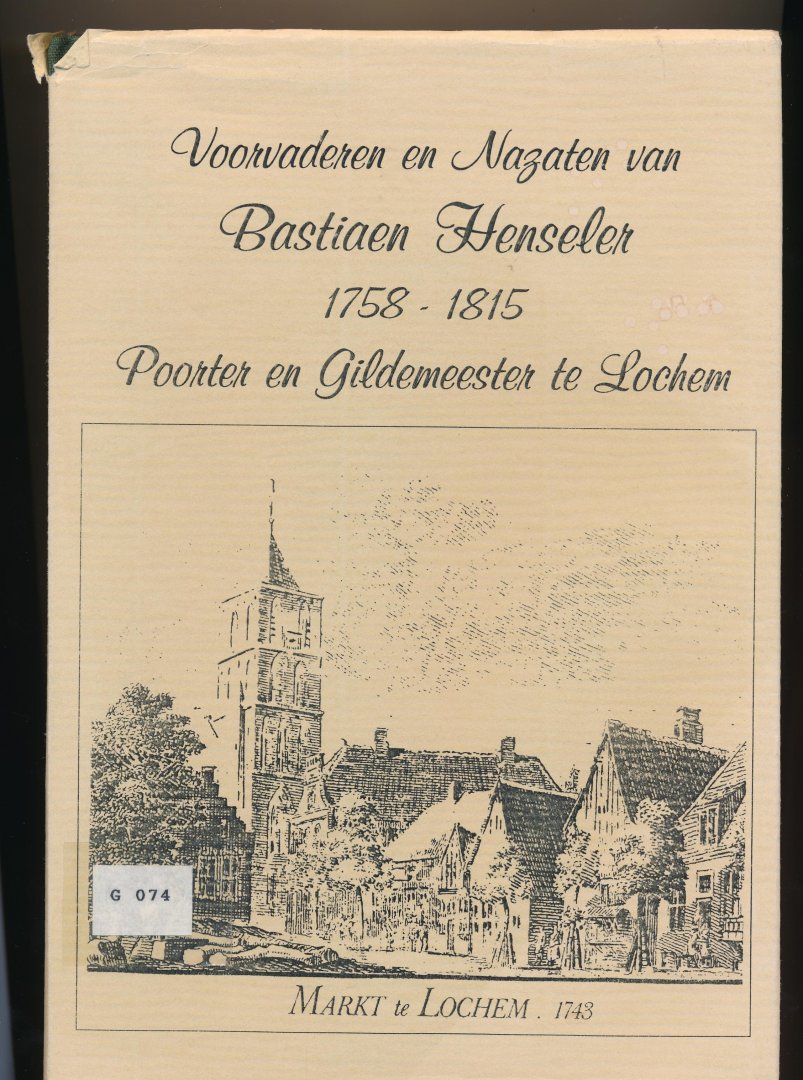 Voorvaderen en Nazaten van
Bastiaen Henseler
1758 - 1815
Poorter en Gildemeester te Lochem
G 074
MARKT te LOCHEM . 1743